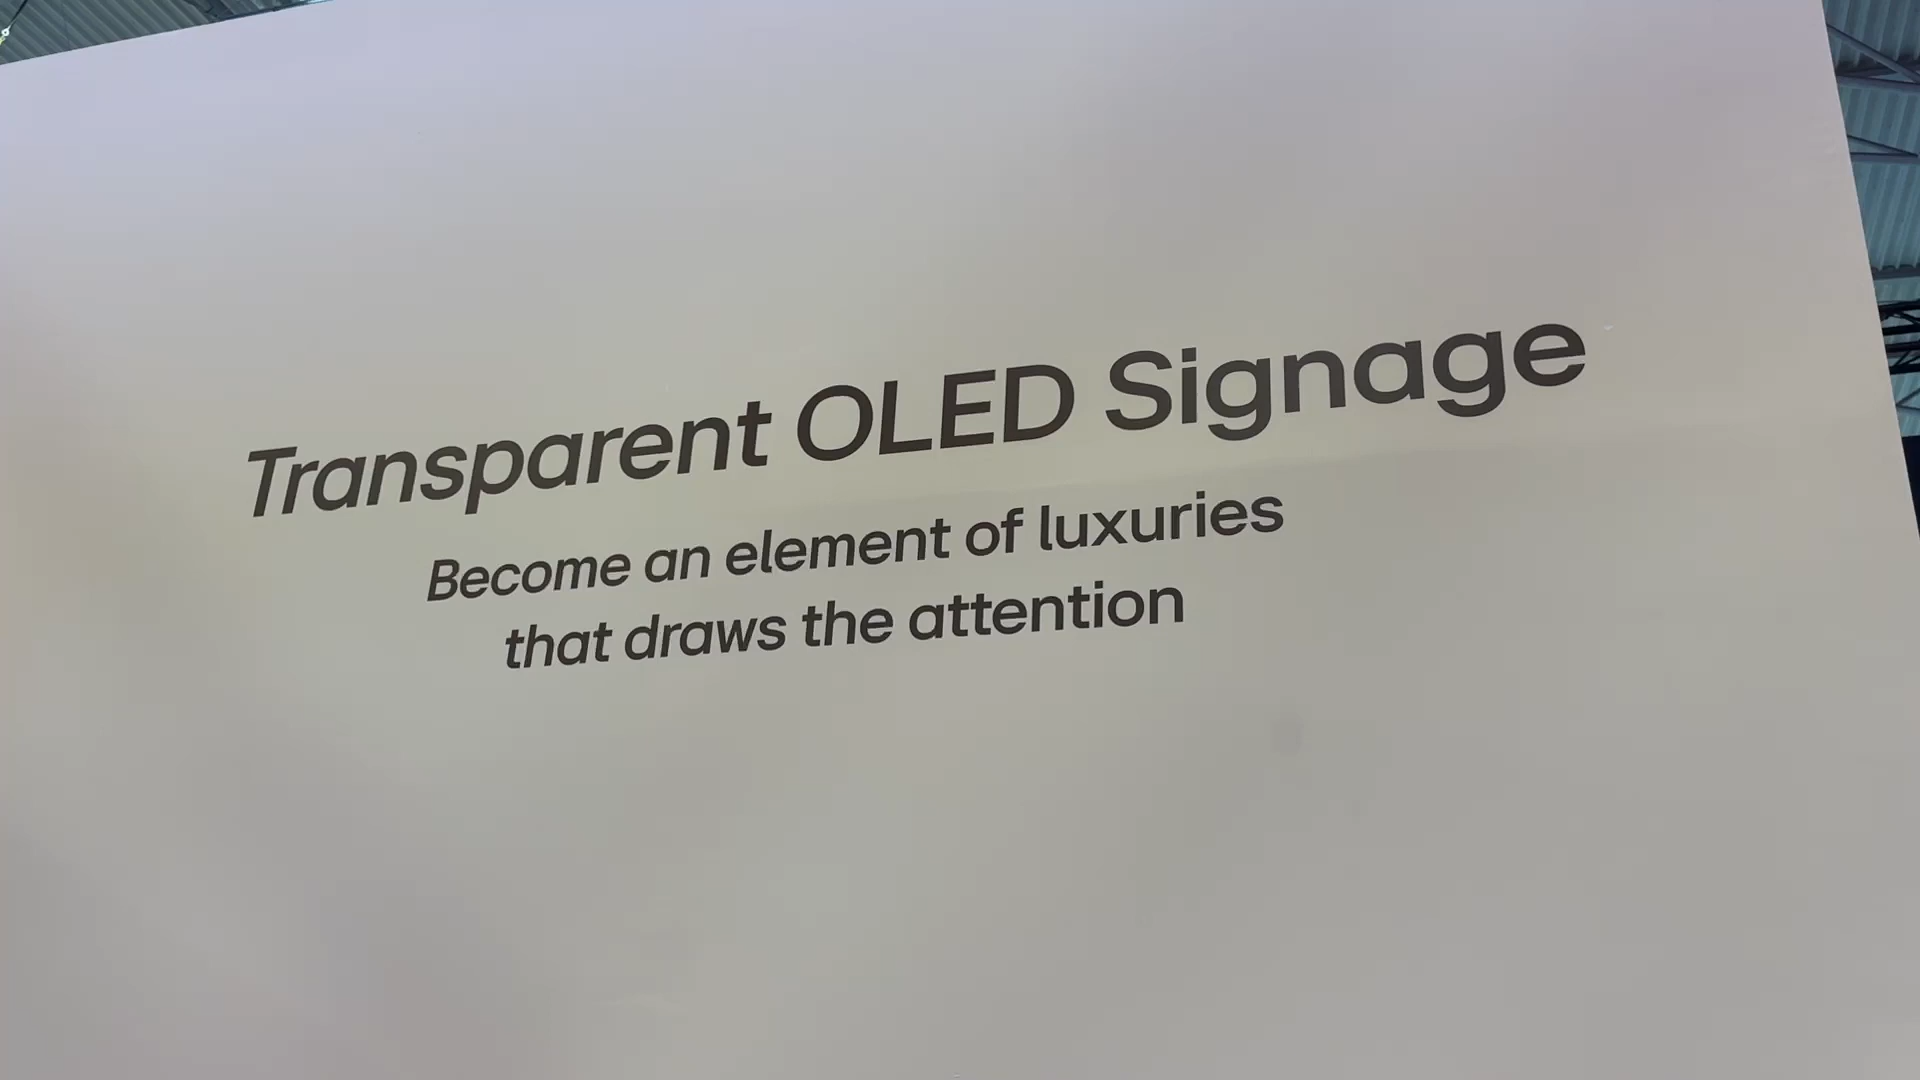 Transparent OLED Signage
Become an element of luxuries
that draws the attention